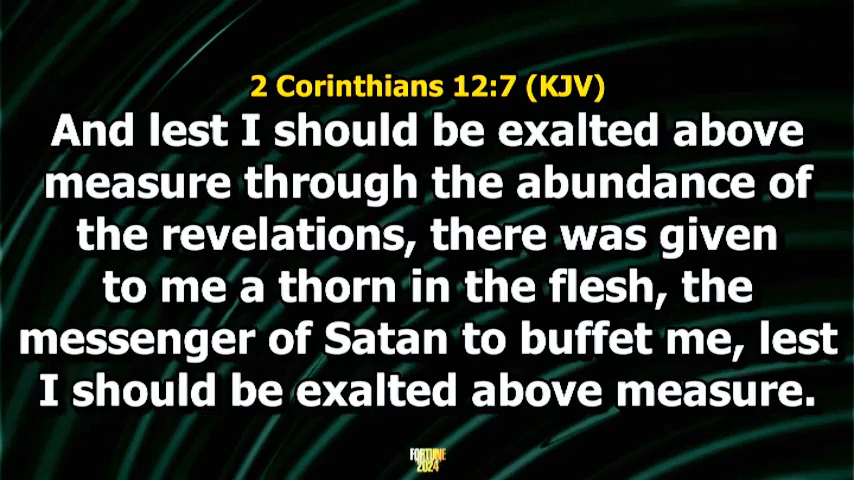 2 Corinthians 12:7 (KJV)
And lest I should be exalted above
measure through the abundance of
the revelations, there was given
to me a thorn in the flesh, the
messenger of Satan to buffet me, lest
I should be exalted above measure.
FORTUNE
2024